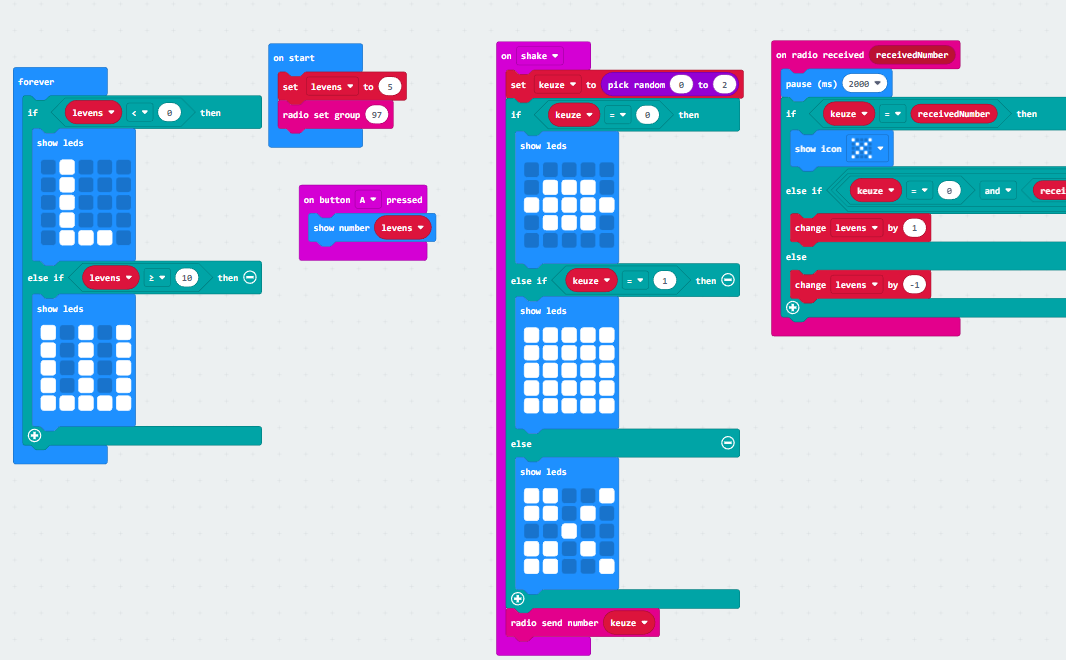 forever
if levens < 0 then
show leds
else if levens ≥ 10 then
show leds
on start
set levens to 5
radio set group 97
on button A pressed
show number levens
on shake
set keuze to pick random 0 to 2
if keuze = 0 then
show leds
else if keuze = 1 then
show leds
else
show leds
radio send number keuze
on radio received receivedNumber
pause (ms) 2000
if keuze = receivedNumber then
show icon
else if keuze = 0 and recei
change levens by 1
else
change levens by -1